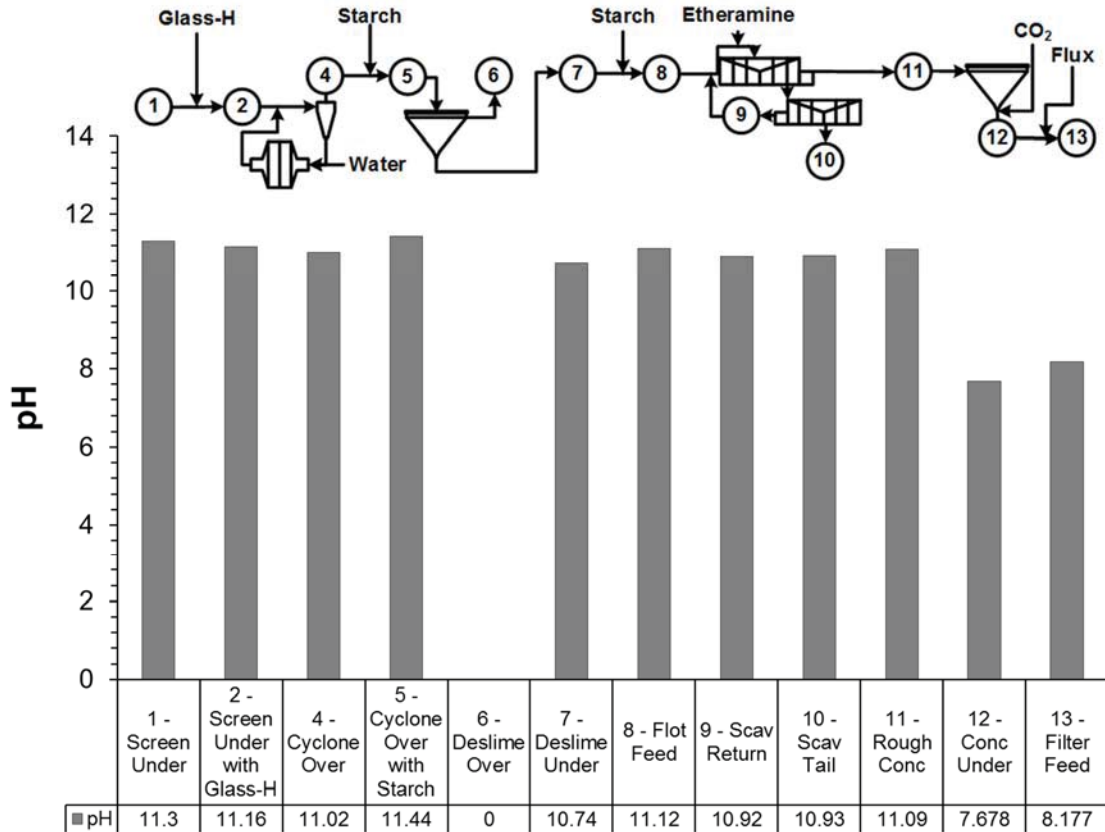 Glass-H
Starch
Starch
Etheramine
CO₂
Flux
1
2
4
5
6
7
8
9
10
11
12
13
Water
pH
14
12
10
8
6
4
2
0
1 -
Screen
Under
2 -
Screen
Under
with
Glass-H
4 -
Cyclone
Over
5 -
Cyclone
Over
with
Starch
6 -
Deslime
Over
7 -
Deslime
Under
8 - Flot
Feed
9 - Scav
Return
10 -
Scav
Tail
11 -
Rough
Conc
12 -
Conc
Under
13 -
Filter
Feed
pH 11.3 11.16 11.02 11.44 0 10.74 11.12 10.92 10.93 11.09 7.678 8.177